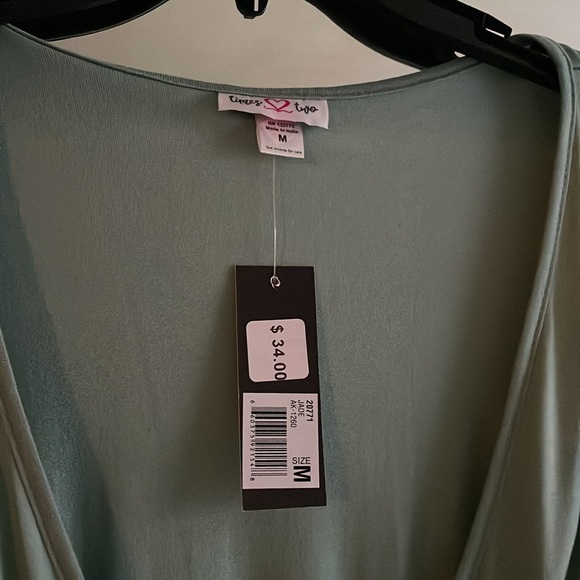 times two
RN 133775
Made in India
M
See reverse for care
$ 34.00
20771
JADE
AK-1260
SIZE M